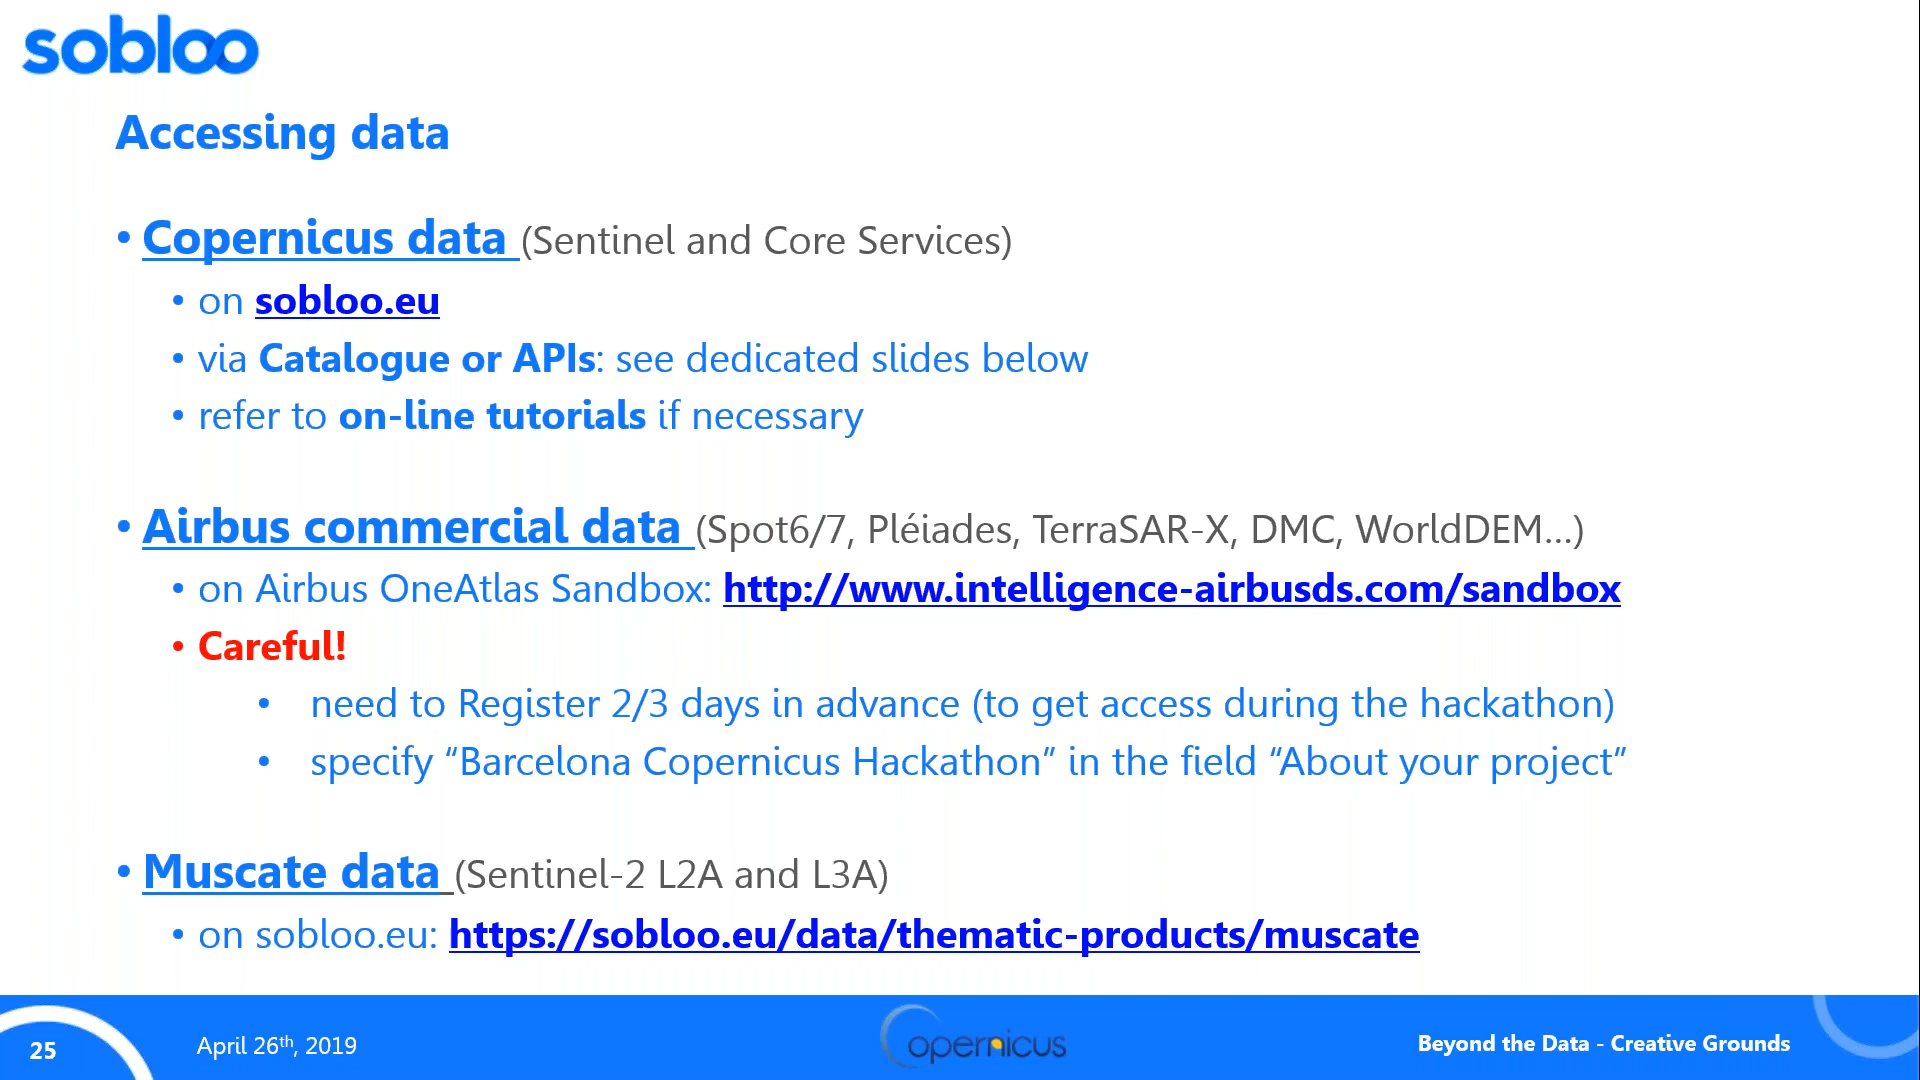 sobloo
Accessing data
• Copernicus data (Sentinel and Core Services)
• on sobloo.eu
• via Catalogue or APIs: see dedicated slides below
• refer to on-line tutorials if necessary
• Airbus commercial data (Spot6/7, Pléiades, TerraSAR-X, DMC, WorldDEM...)
• on Airbus OneAtlas Sandbox: http://www.intelligence-airbusds.com/sandbox
• Careful!
• need to Register 2/3 days in advance (to get access during the hackathon)
• specify “Barcelona Copernicus Hackathon” in the field “About your project”
• Muscate data (Sentinel-2 L2A and L3A)
• on sobloo.eu: https://sobloo.eu/data/thematic-products/muscate
25
April 26th, 2019
Copernicus
Beyond the Data - Creative Grounds